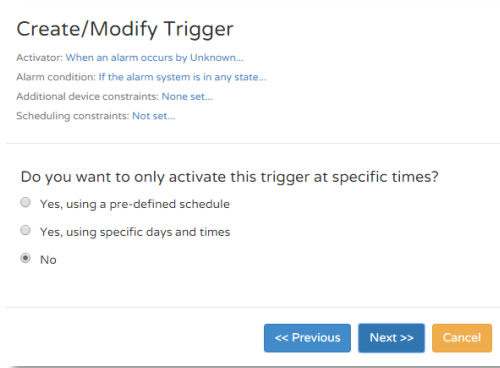 Create/Modify Trigger
Activator: When an alarm occurs by Unknown...
Alarm condition: If the alarm system is in any state...
Additional device constraints: None set...
Scheduling constraints: Not set...
Do you want to only activate this trigger at specific times?
Yes, using a pre-defined schedule
Yes, using specific days and times
No
<< Previous Next >> Cancel